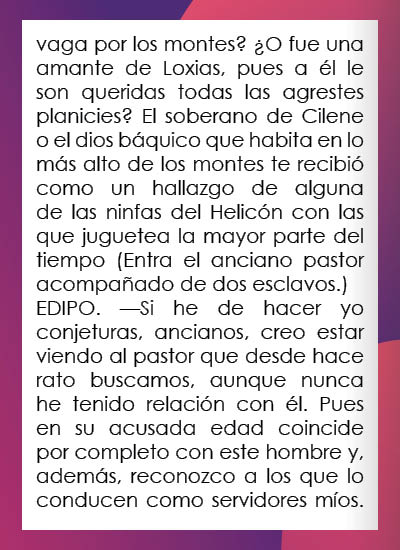 vaga por los montes? ¿O fue una
amante de Loxias, pues a él le
son queridas todas las agrestes
planicies? El soberano de Cilene
o el dios báquico que habita en lo
más alto de los montes te recibió
como un hallazgo de alguna
de las ninfas del Helicón con las
que juguetea la mayor parte del
tiempo (Entra el anciano pastor
acompañado de dos esclavos.)
EDIPO. —Si he de hacer yo
conjeturas, ancianos, creo estar
viendo al pastor que desde hace
rato buscamos, aunque nunca
he tenido relación con él. Pues
en su acusada edad coincide
por completo con este hombre y,
además, reconozco a los que lo
conducen como servidores míos.